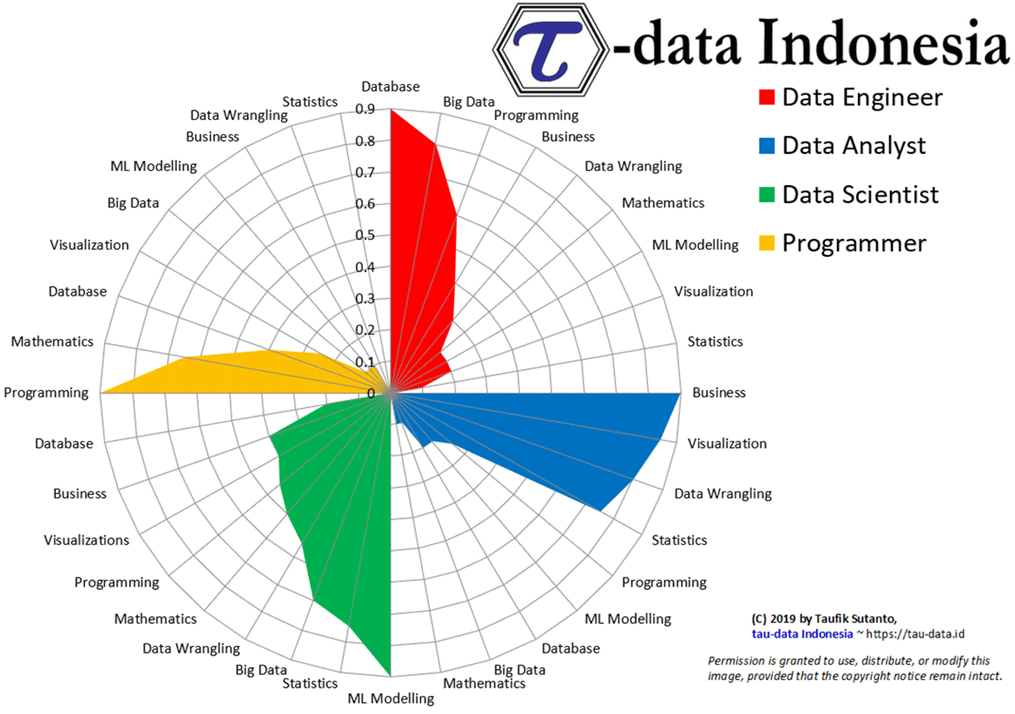 τ-data Indonesia
Data Engineer
Data Analyst
Data Scientist
Programmer
Database
Big Data
Programming
Business
Data Wrangling
Mathematics
ML Modelling
Visualization
Statistics
Business
Visualization
Data Wrangling
Statistics
Programming
ML Modelling
Database
Big Data
Mathematics
ML Modelling
Statistics
Big Data
Data Wrangling
Mathematics
Programming
Visualizations
Business
Database
Programming
Mathematics
Database
Visualization
Big Data
ML Modelling
Business
Data Wrangling
Statistics
0.9
0.8
0.7
0.6
0.5
0.4
0.3
0.2
0.1
0
(C) 2019 by Taufik Sutanto,
tau-data Indonesia ~ https://tau-data.id
Permission is granted to use, distribute, or modify this
image, provided that the copyright notice remain intact.